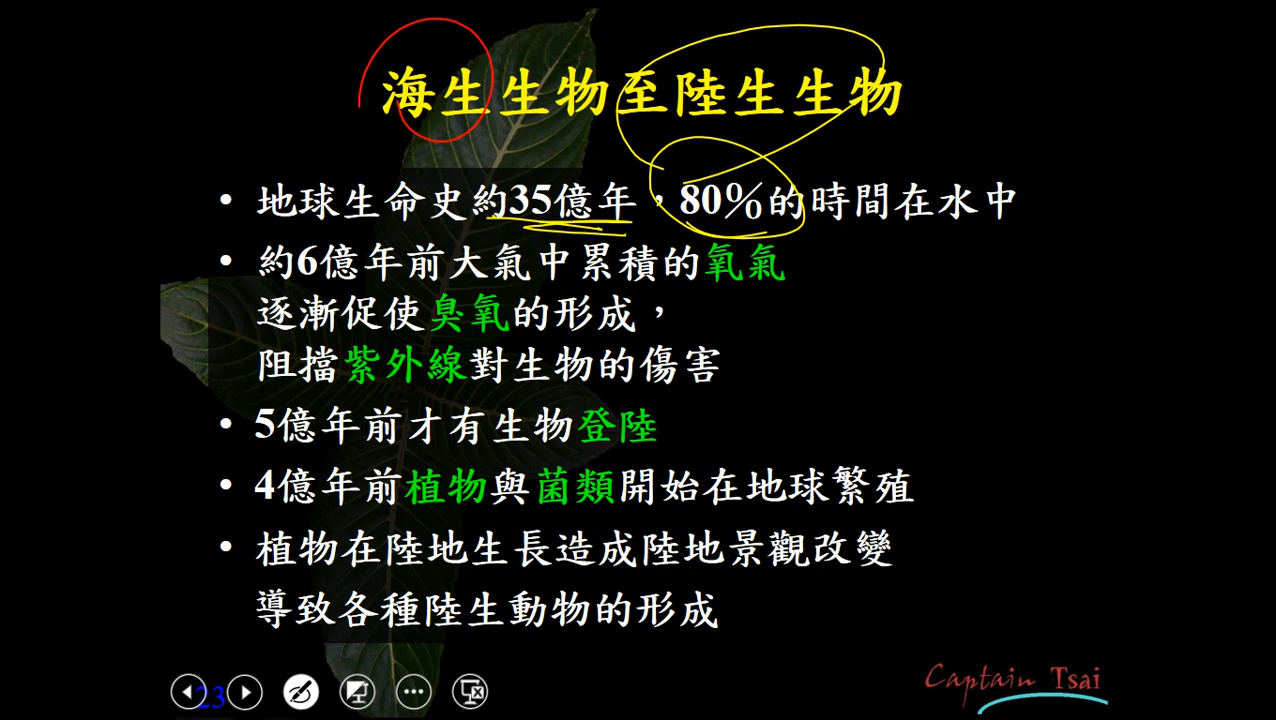 海生生物至陸生生物
• 地球生命史約35億年，80%的時間在水中
• 約6億年前大氣中累積的氧氣
逐漸促使臭氧的形成，
阻擋紫外線對生物的傷害
• 5億年前才有生物登陸
• 4億年前植物與菌類開始在地球繁殖
• 植物在陸地生長造成陸地景觀改變
導致各種陸生動物的形成
23
Captain Tsai